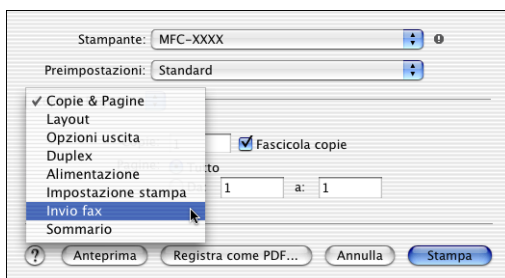 Stampante: MFC-XXXX
Preimpostazioni: Standard
✓ Copie & Pagine
Layout
Opzioni uscita
Duplex
Alimentazione
Impostazione stampa
Invio fax
Sommario
Fascicola copie
1 a: 1
? Anteprima Registra come PDF... Annulla Stampa